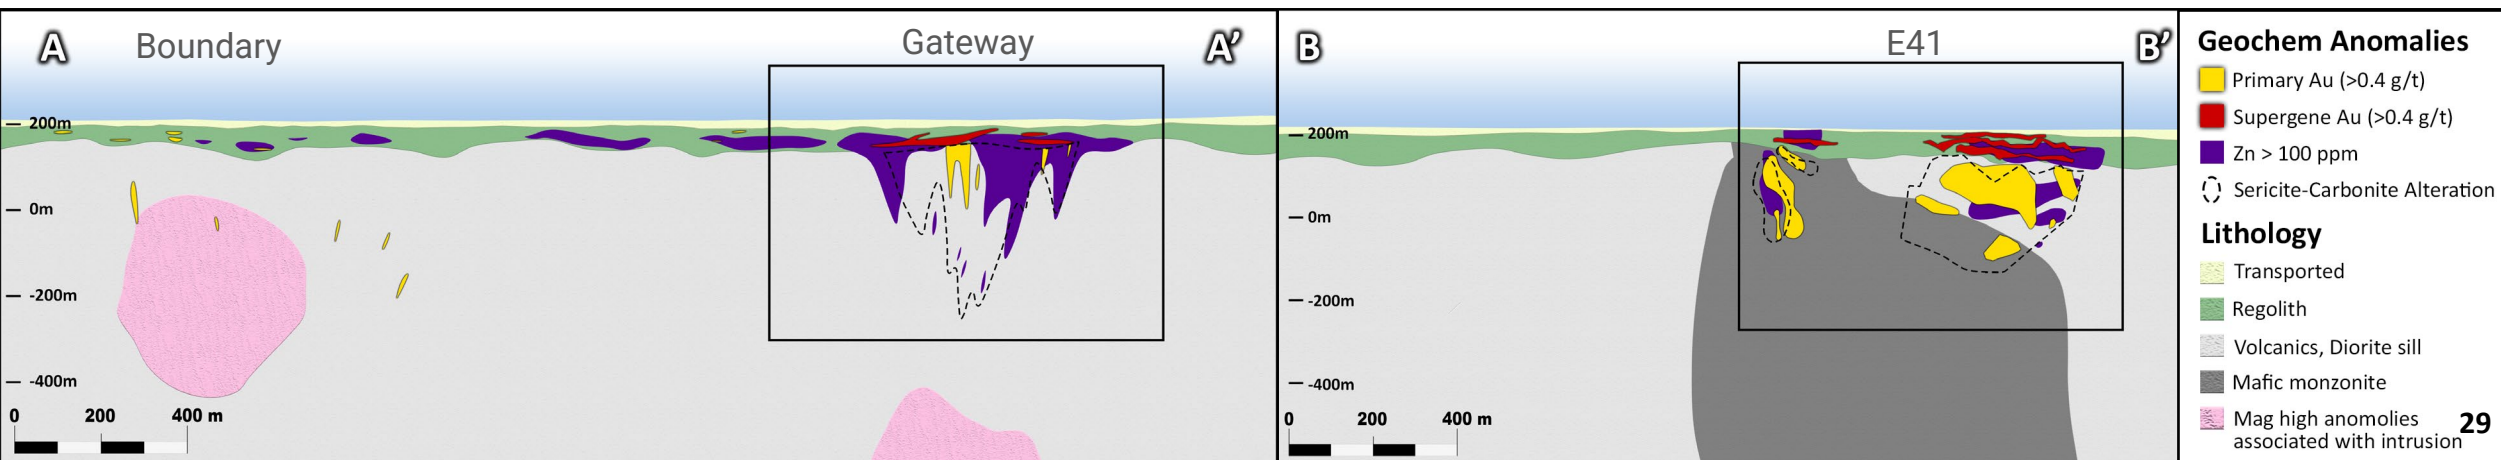 A
Boundary
Gateway
A’
200m
0m
-200m
-400m
0 200 400 m
B
E41
B’
200m
0m
-200m
-400m
0 200 400 m
Geochem Anomalies
Primary Au (>0.4 g/t)
Supergene Au (>0.4 g/t)
Zn > 100 ppm
Sericite-Carbonite Alteration
Lithology
Transported
Regolith
Volcanics, Diorite sill
Mafic monzonite
Mag high anomolies
associated with intrusion
29